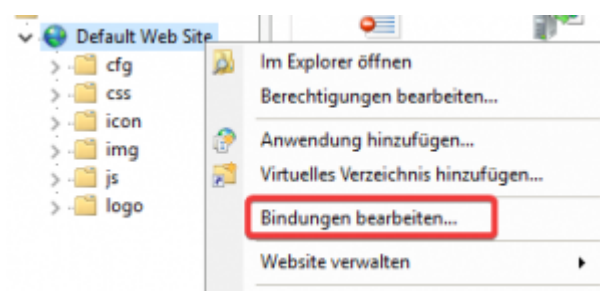 Default Web Site
cfg
css
icon
img
js
logo
Im Explorer öffnen
Berechtigungen bearbeiten...
Anwendung hinzufügen...
Virtuelles Verzeichnis hinzufügen...
Bindungen bearbeiten...
Website verwalten